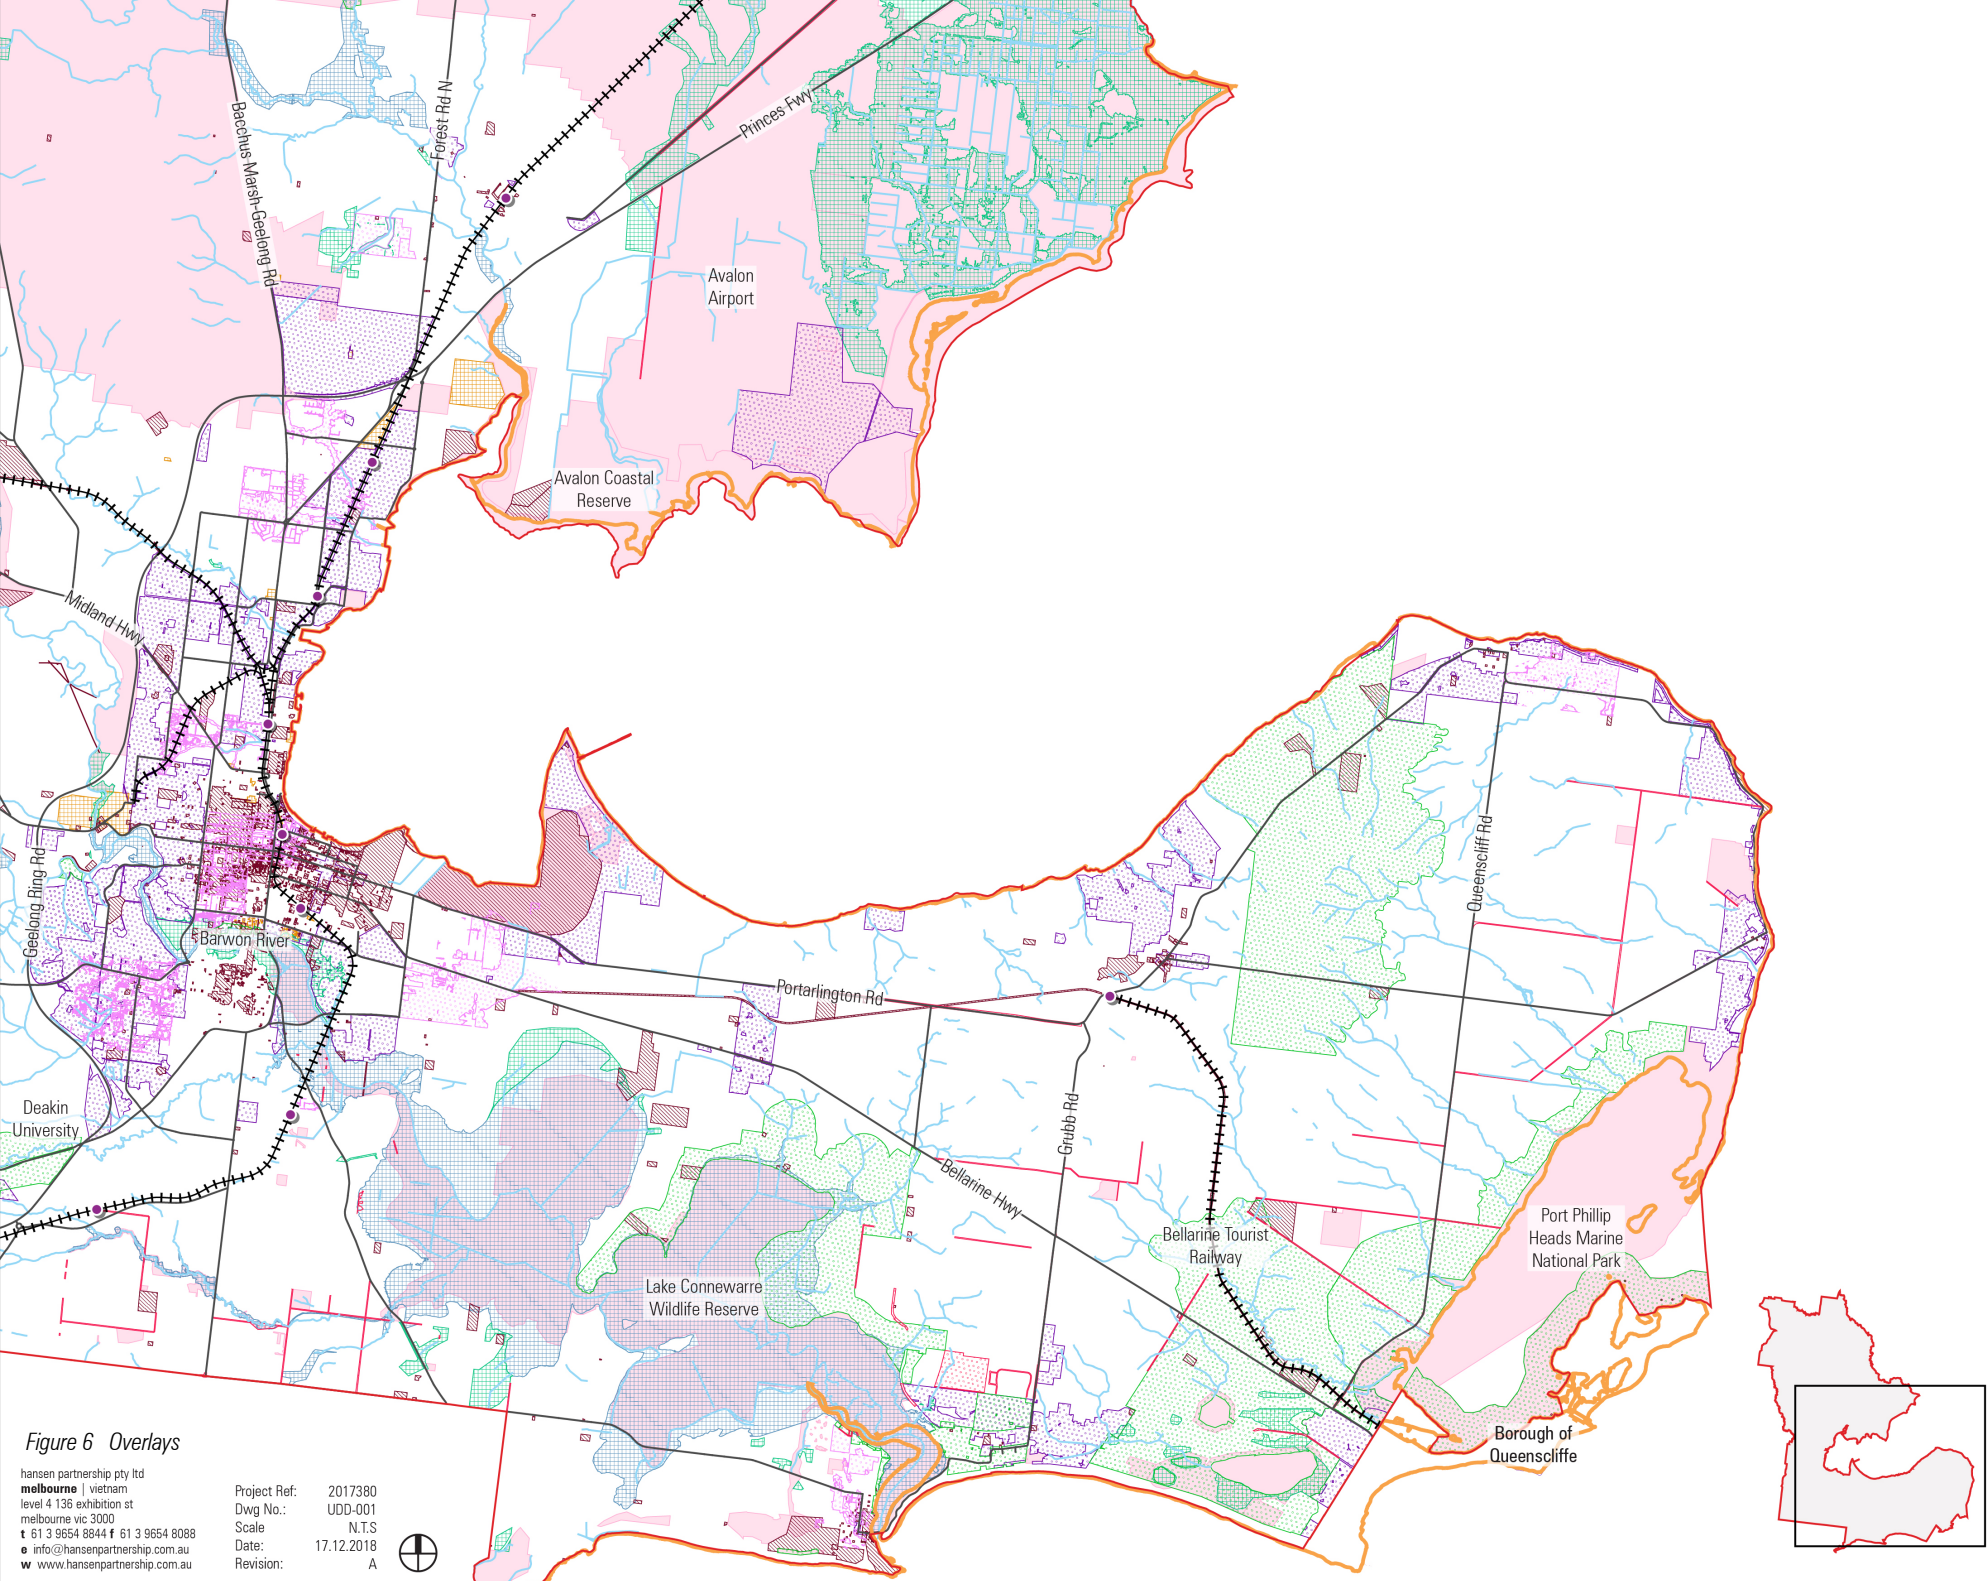 Bacchus-Marsh-Geelong Rd
Forest Rd N
Princes Fwy
Avalon
Airport
Avalon Coastal
Reserve
Midland Hwy
Geelong Ring Rd
Barwon River
Queenscliff Rd
Portarlington Rd
Deakin
University
Grubb Rd
Bellarine Hwy
Bellarine Tourist
Railway
Port Phillip
Heads Marine
National Park
Lake Connewarre
Wildlife Reserve
Borough of
Queenscliffe
Figure 6 Overlays
hansen partnership pty ltd
melbourne | vietnam
level 4 136 exhibition st
melbourne vic 3000
t 61 3 9654 8844 f 61 3 9654 8088
e info@hansenpartnership.com.au
w www.hansenpartnership.com.au
Project Ref: 2017380
Dwg No.: UDD-001
Scale N.T.S
Date: 17.12.2018
Revision: A